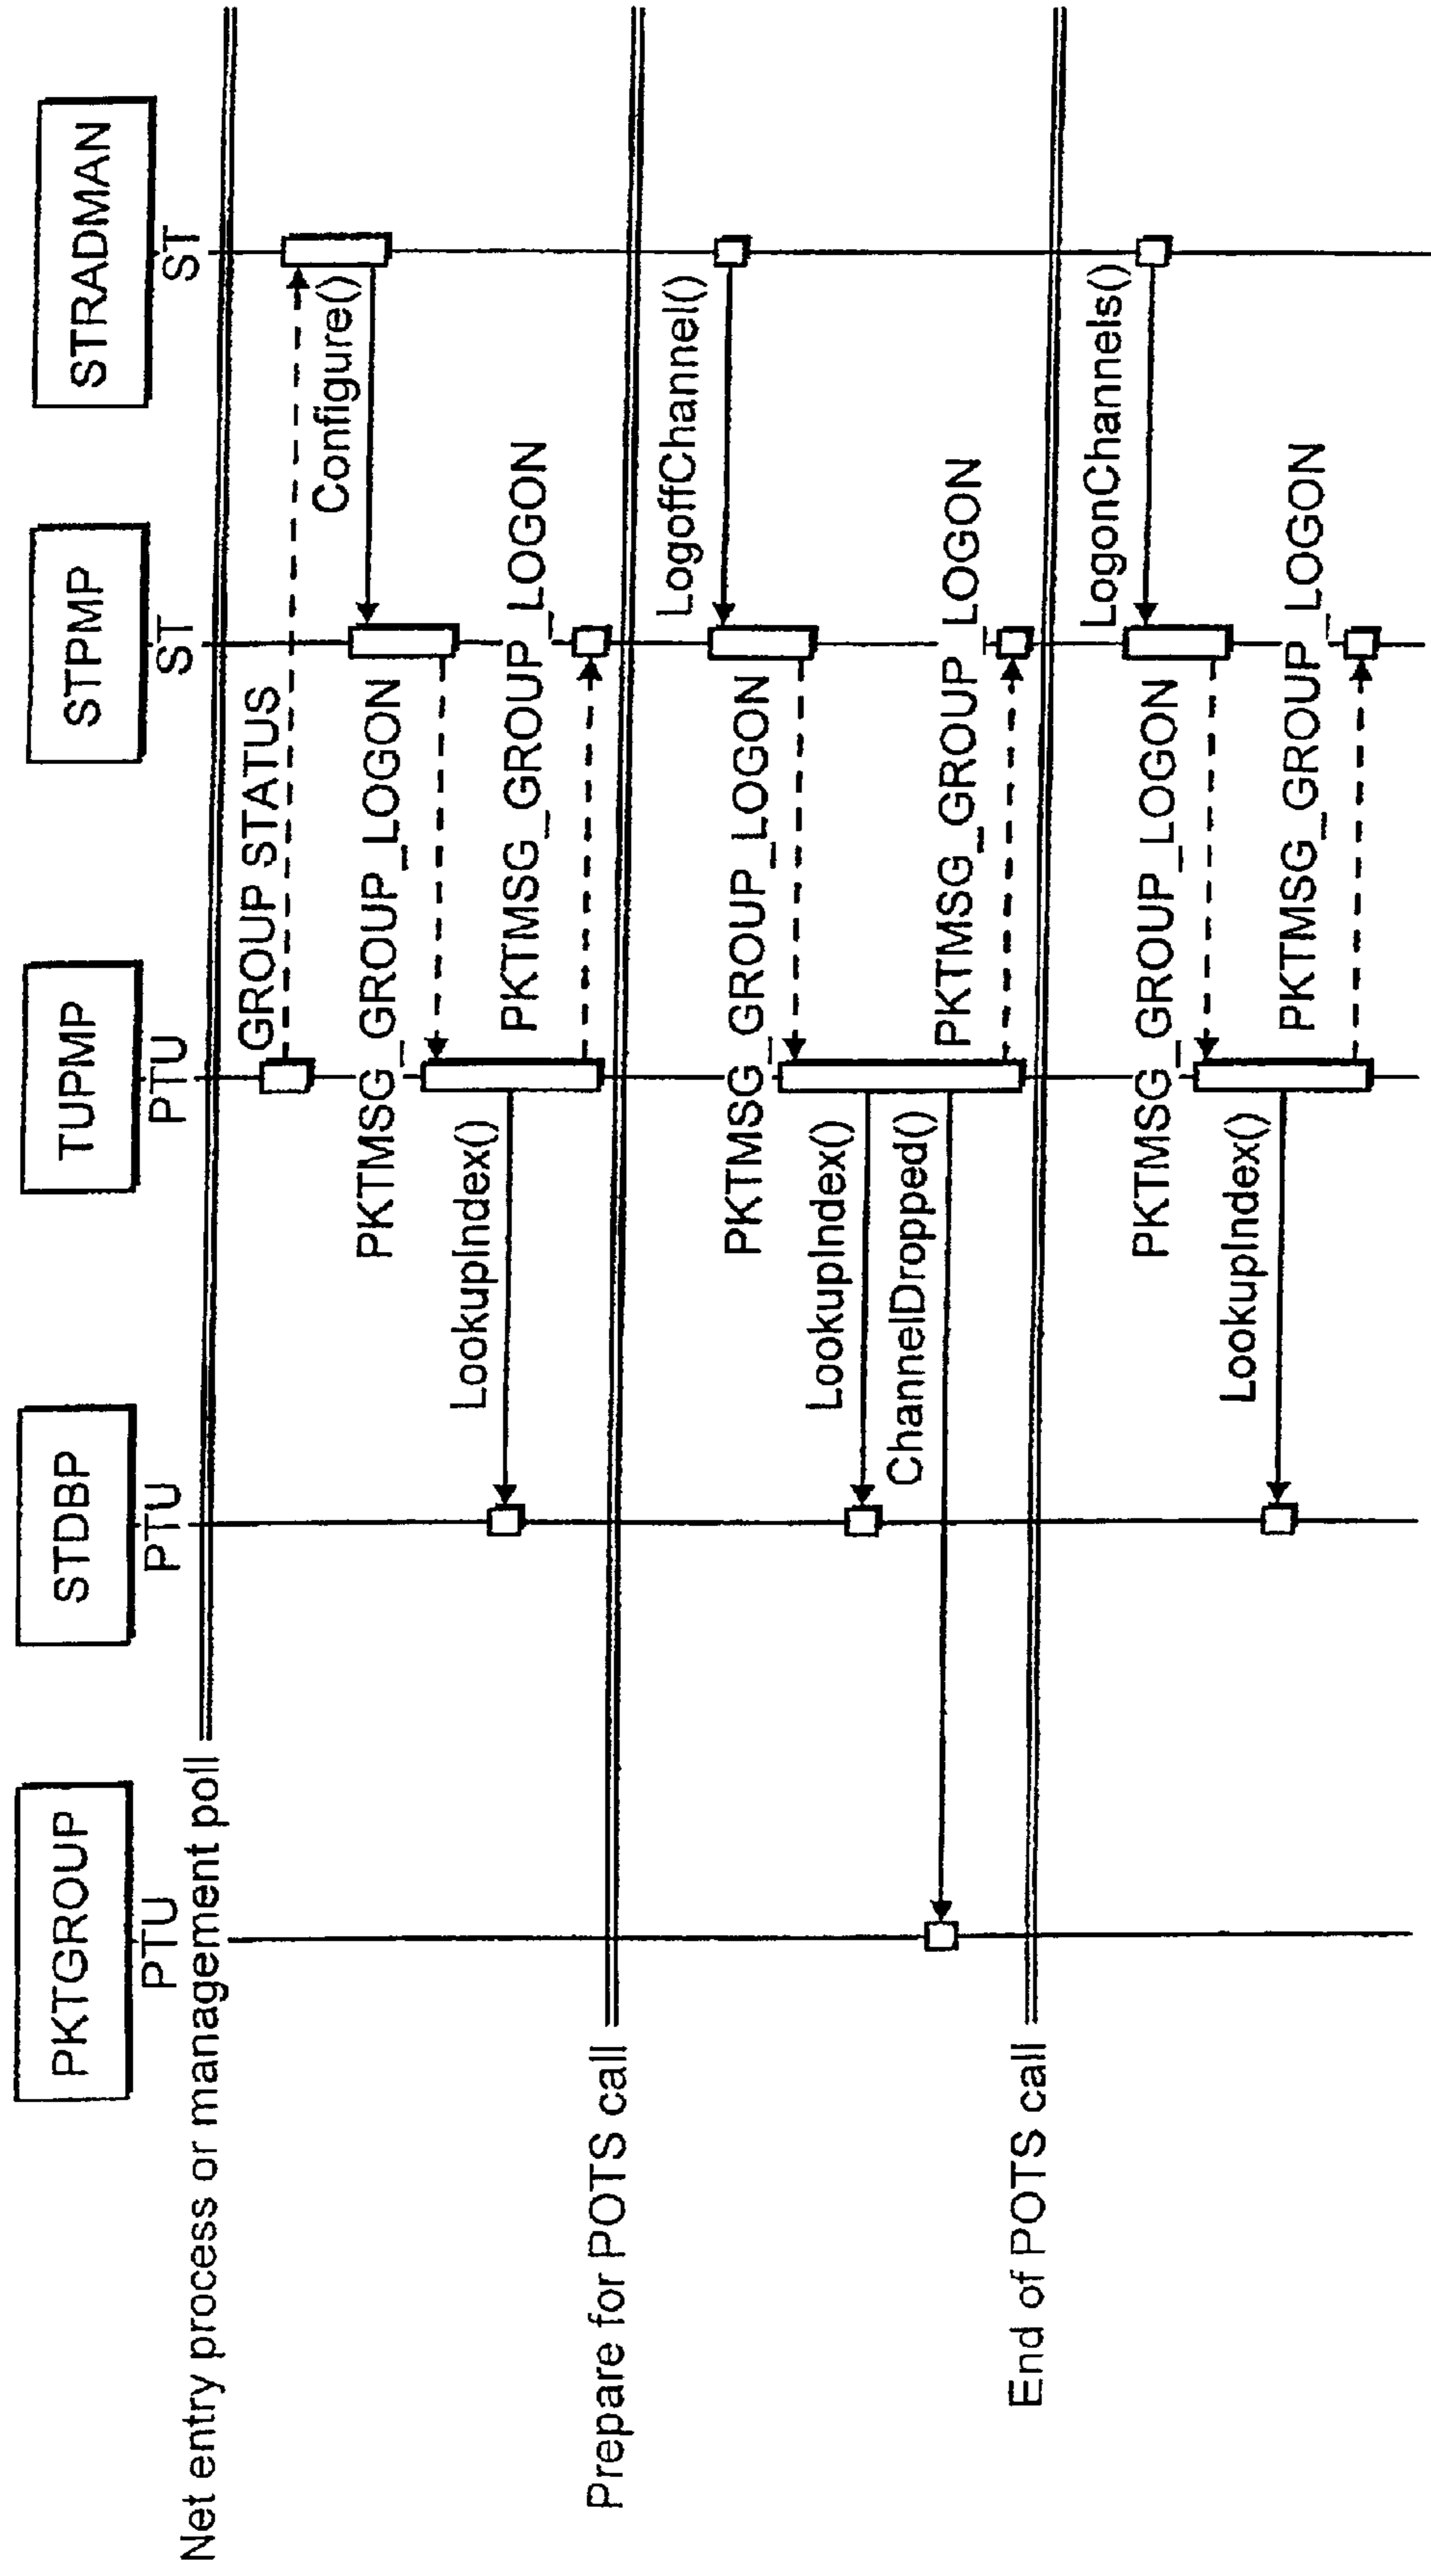 PKTGROUP
PTU
STDBP
PTU
TUPMP
PTU
STPMP
ST
STRADMAN
ST
Net entry process or management poll
GROUP STATUS
Configure()
PKTMSG_GROUP_LOGON
LookupIndex()
PKTMSG_GROUP_LOGON
Prepare for POTS call
LogoffChannel()
PKTMSG_GROUP_LOGON
LookupIndex()
ChannelDropped()
PKTMSG_GROUP_LOGON
End of POTS call
LogonChannels()
PKTMSG_GROUP_LOGON
LookupIndex()
PKTMSG_GROUP_LOGON